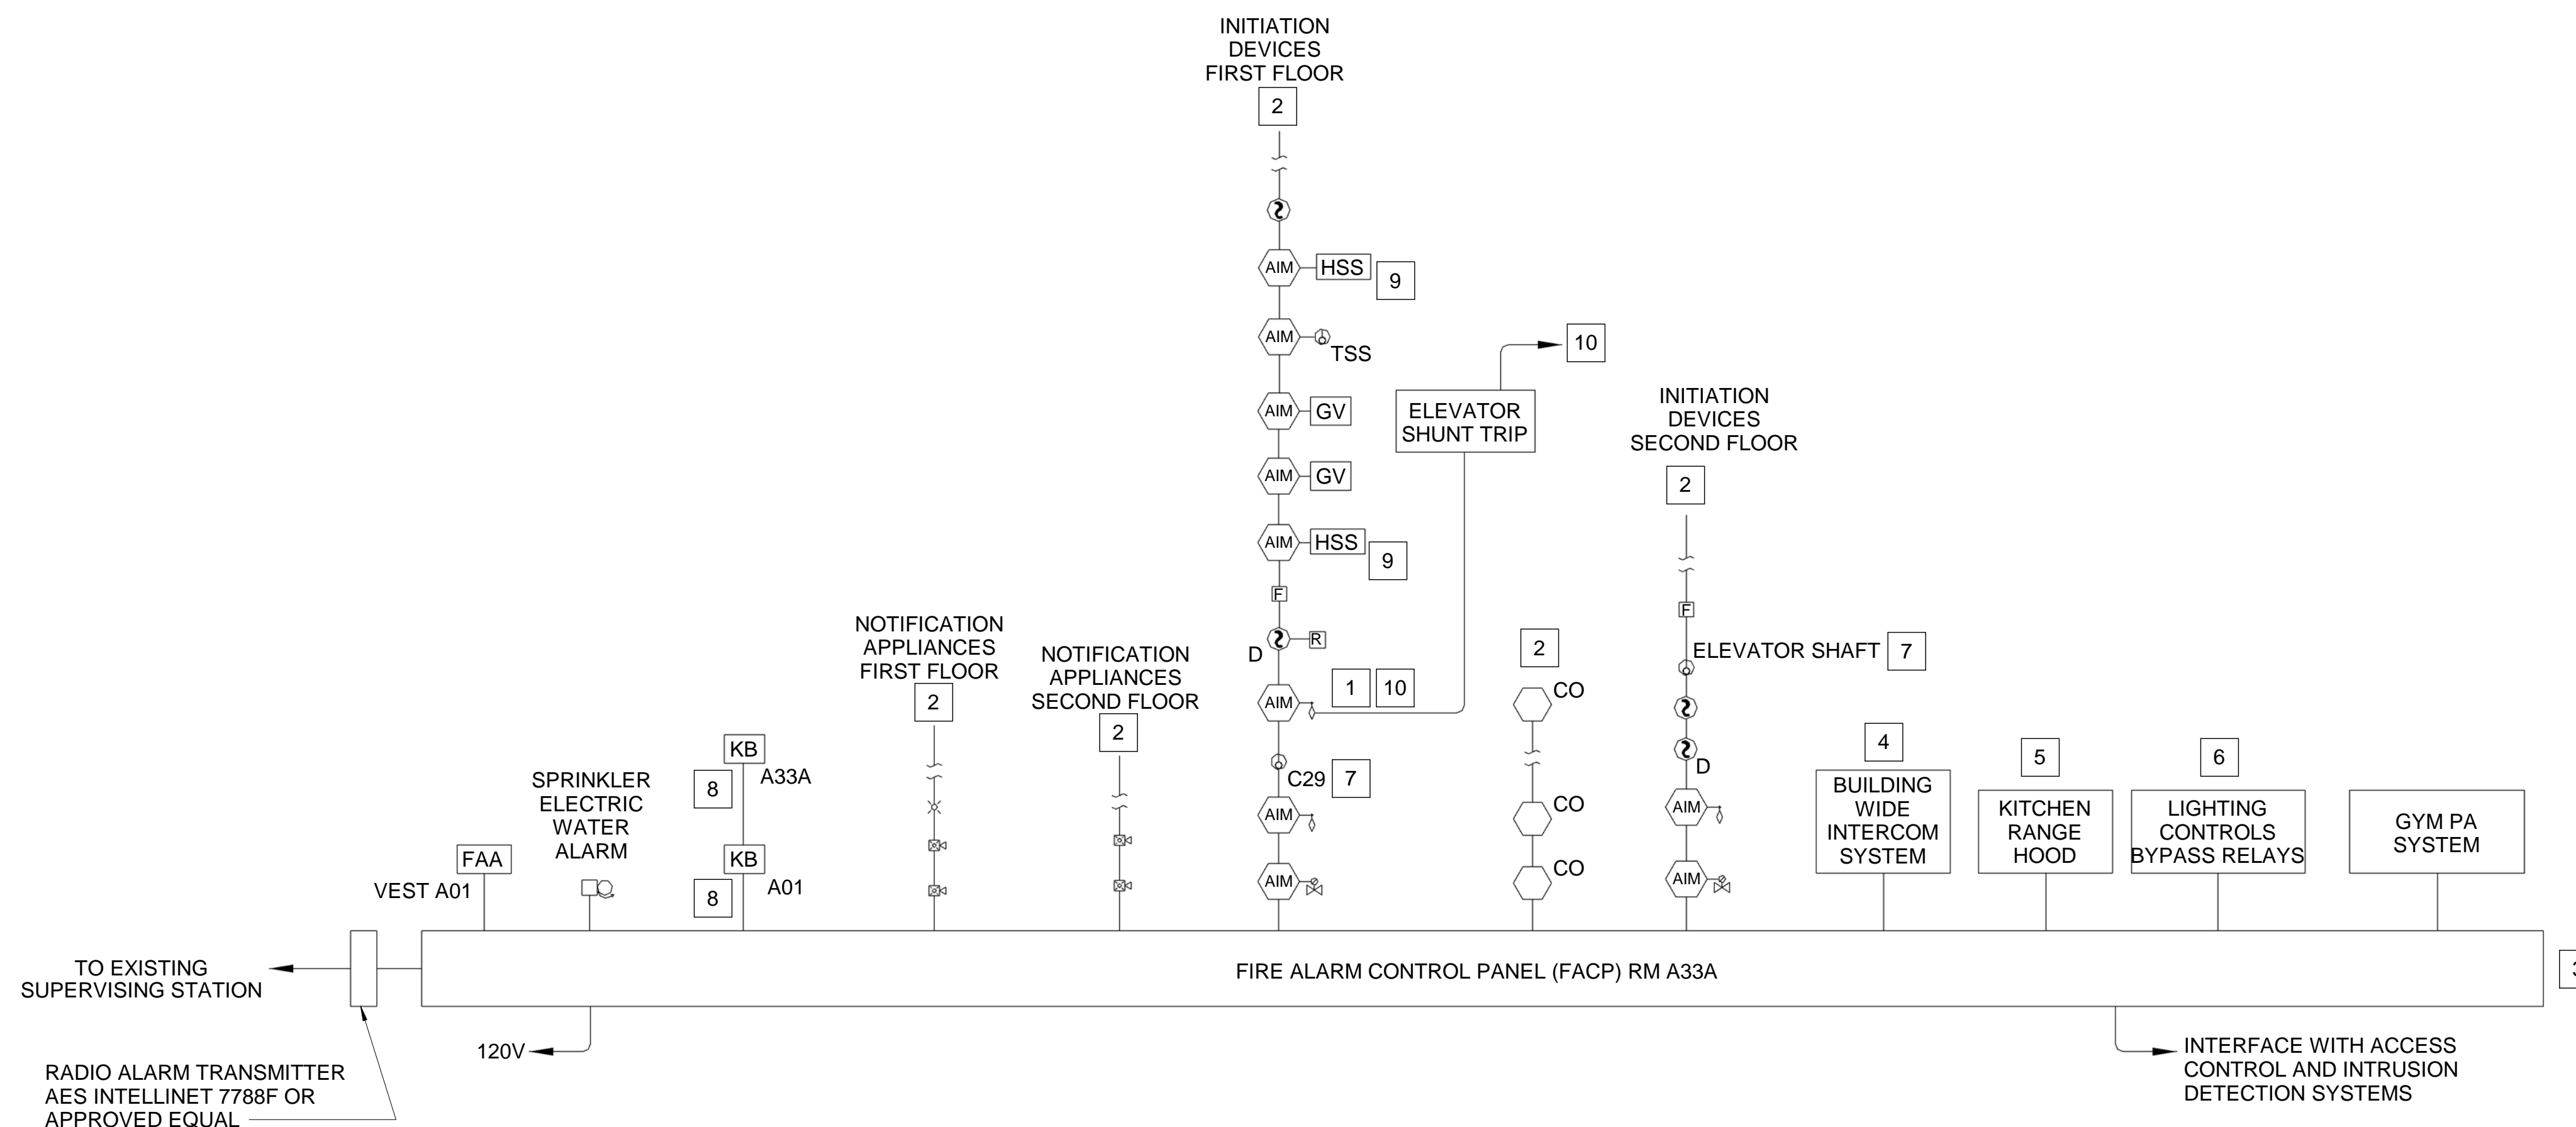 INITIATION
DEVICES
FIRST FLOOR
2
AIM
HSS
9
AIM
TSS
10
AIM
GV
ELEVATOR
SHUNT TRIP
AIM
GV
INITIATION
DEVICES
SECOND FLOOR
2
AIM
HSS
9
F
R
D
AIM
1
10
C29
7
AIM
AIM
2
CO
CO
CO
F
ELEVATOR SHAFT
7
D
AIM
AIM
NOTIFICATION
APPLIANCES
FIRST FLOOR
2
NOTIFICATION
APPLIANCES
SECOND FLOOR
2
KB
A33A
8
KB
A01
8
SPRINKLER
ELECTRIC
WATER
ALARM
FAA
VEST A01
4
BUILDING
WIDE
INTERCOM
SYSTEM
5
KITCHEN
RANGE
HOOD
6
LIGHTING
CONTROLS
BYPASS RELAYS
GYM PA
SYSTEM
TO EXISTING
SUPERVISING STATION
FIRE ALARM CONTROL PANEL (FACP) RM A33A
120V
RADIO ALARM TRANSMITTER
AES INTELLINET 7788F OR
APPROVED EQUAL
INTERFACE WITH ACCESS
CONTROL AND INTRUSION
DETECTION SYSTEMS